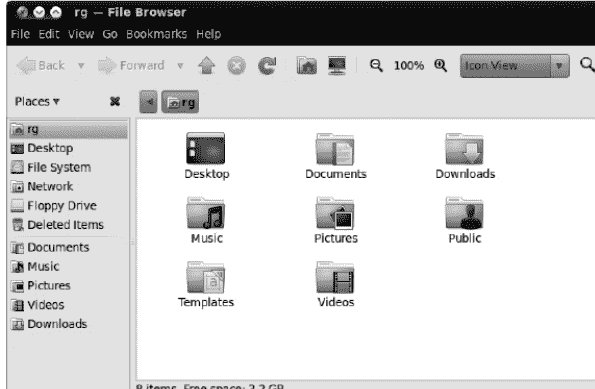 rg — File Browser
File Edit View Go Bookmarks Help
Back Forward 100% Icon View
Places rg
rg
Desktop
File System
Network
Floppy Drive
Deleted Items
Documents
Music
Pictures
Videos
Downloads
Desktop Documents Downloads
Music Pictures Public
Templates Videos
8 items, Free space: 2.2 GB